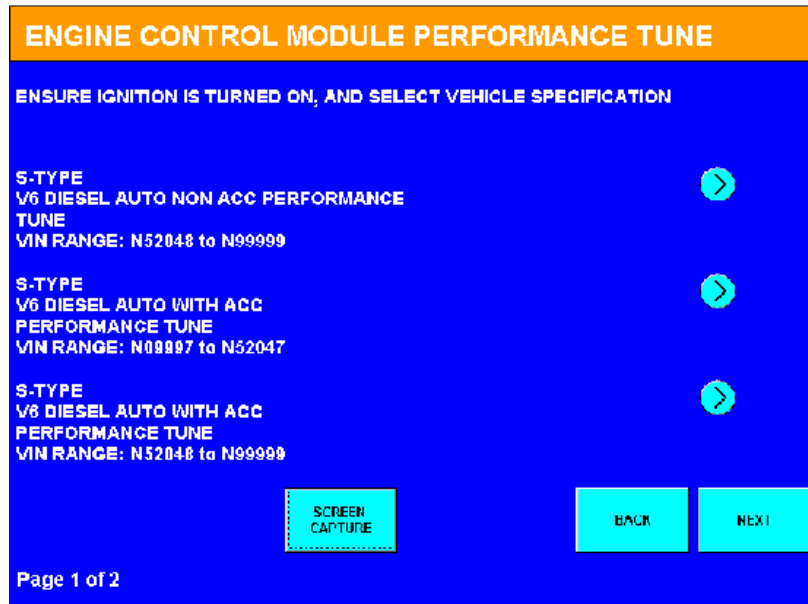 ENGINE CONTROL MODULE PERFORMANCE TUNE
ENSURE IGNITION IS TURNED ON, AND SELECT VEHICLE SPECIFICATION
S-TYPE
V6 DIESEL AUTO NON ACC PERFORMANCE
TUNE
VIN RANGE: N52048 to N99999
S-TYPE
V6 DIESEL AUTO WITH ACC
PERFORMANCE TUNE
VIN RANGE: N09997 to N52047
S-TYPE
V6 DIESEL AUTO WITH ACC
PERFORMANCE TUNE
VIN RANGE: N52048 to N99999
SCREEN
CAPTURE
BACK
NEXT
Page 1 of 2